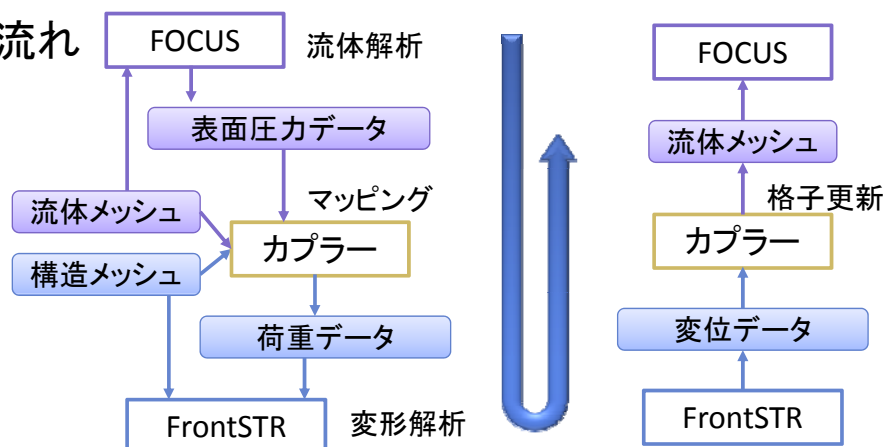 流れ
FOCUS
流体解析
表面圧力データ
流体メッシュ
マッピング
カプラー
構造メッシュ
荷重データ
FrontSTR
変形解析
FOCUS
流体メッシュ
格子更新
カプラー
変位データ
FrontSTR